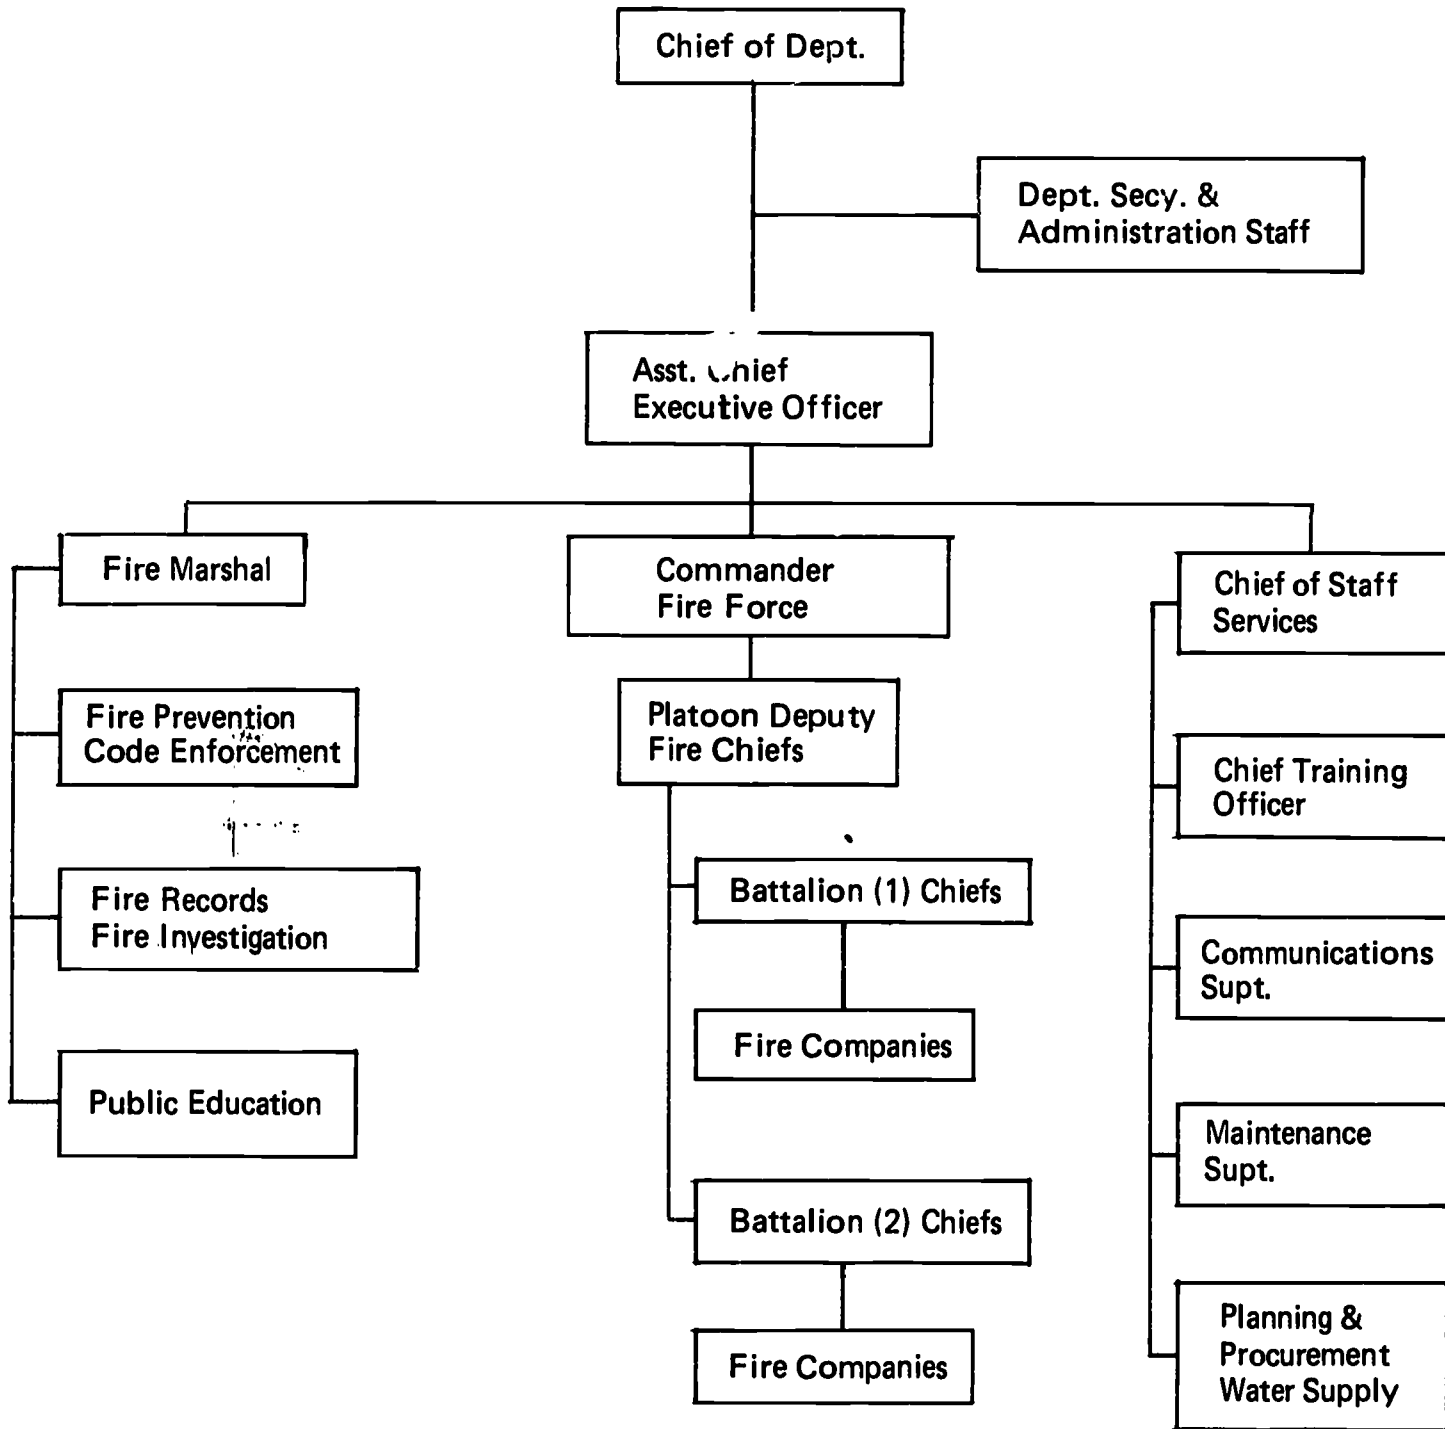 Chief of Dept.
Dept. Secy. &
Administration Staff
Asst. Chief
Executive Officer
Fire Marshal
Fire Prevention
Code Enforcement
Fire Records
Fire Investigation
Public Education
Commander
Fire Force
Platoon Deputy
Fire Chiefs
Battalion (1) Chiefs
Fire Companies
Battalion (2) Chiefs
Fire Companies
Chief of Staff
Services
Chief Training
Officer
Communications
Supt.
Maintenance
Supt.
Planning &
Procurement
Water Supply